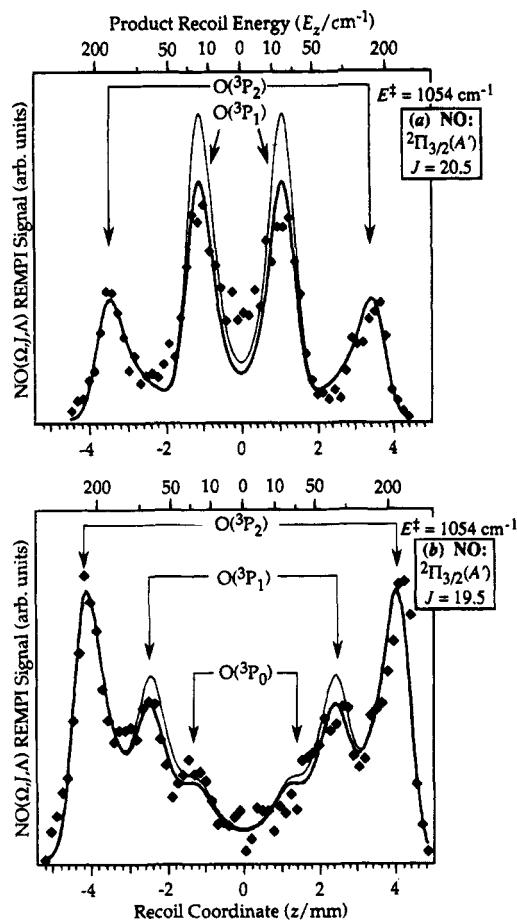 Product Recoil Energy (E_z/cm⁻¹)
200 50 10 0 10 50 200
O(³P₂)
E‡ = 1054 cm⁻¹
O(³P₁)
(a) NO:
²Π₃/₂(A′)
J = 20.5
NO(Ω,J,Λ) REMPI Signal (arb. units)
-4 -2 0 2 4
200 50 10 0 10 50 200
O(³P₂)
E‡ = 1054 cm⁻¹
(b) NO:
²Π₃/₂(A′)
J = 19.5
O(³P₁)
O(³P₀)
NO(Ω,J,Λ) REMPI Signal (arb. units)
-4 -2 0 2 4
Recoil Coordinate (z/mm)